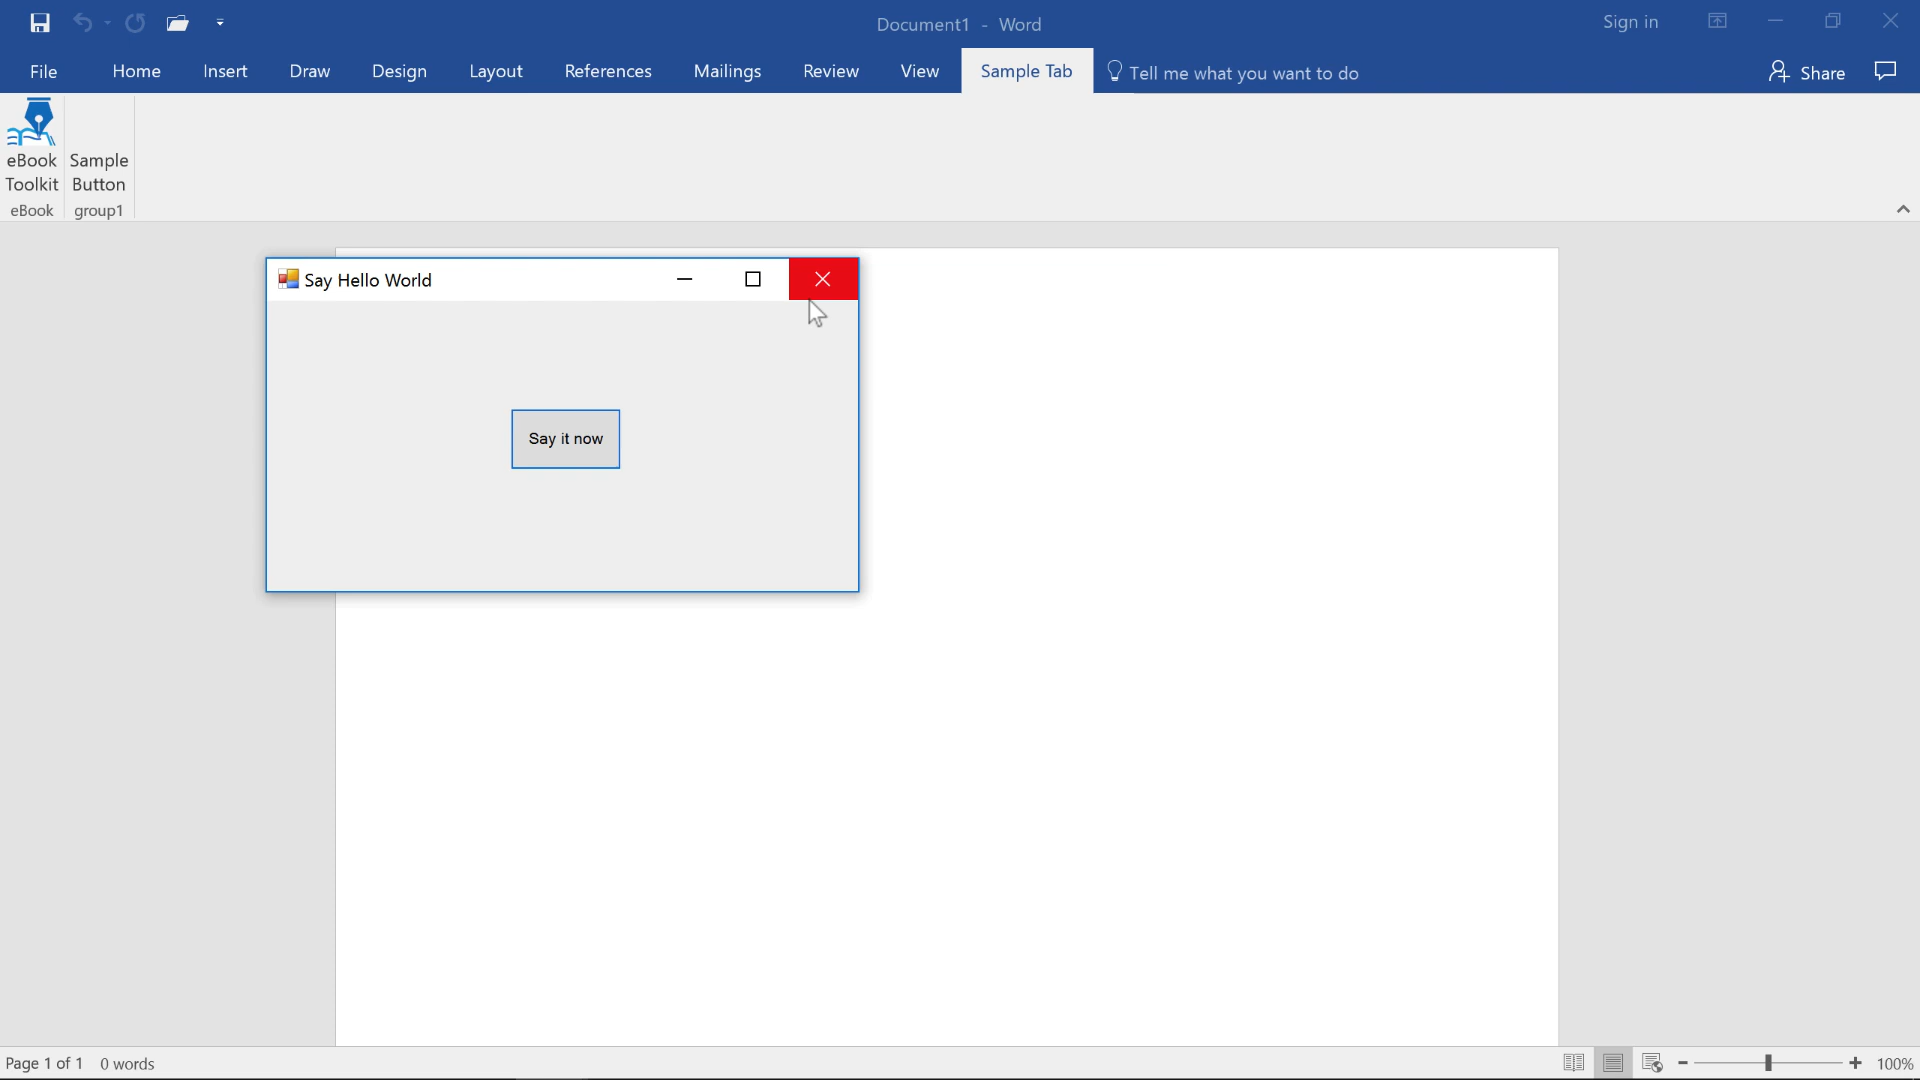 Document1 - Word
Sign in
File Home Insert Draw Design Layout References Mailings Review View Sample Tab Tell me what you want to do Share
eBook
Toolkit
eBook
Sample
Button
group1
Say Hello World
Say it now
Page 1 of 1 0 words
100%